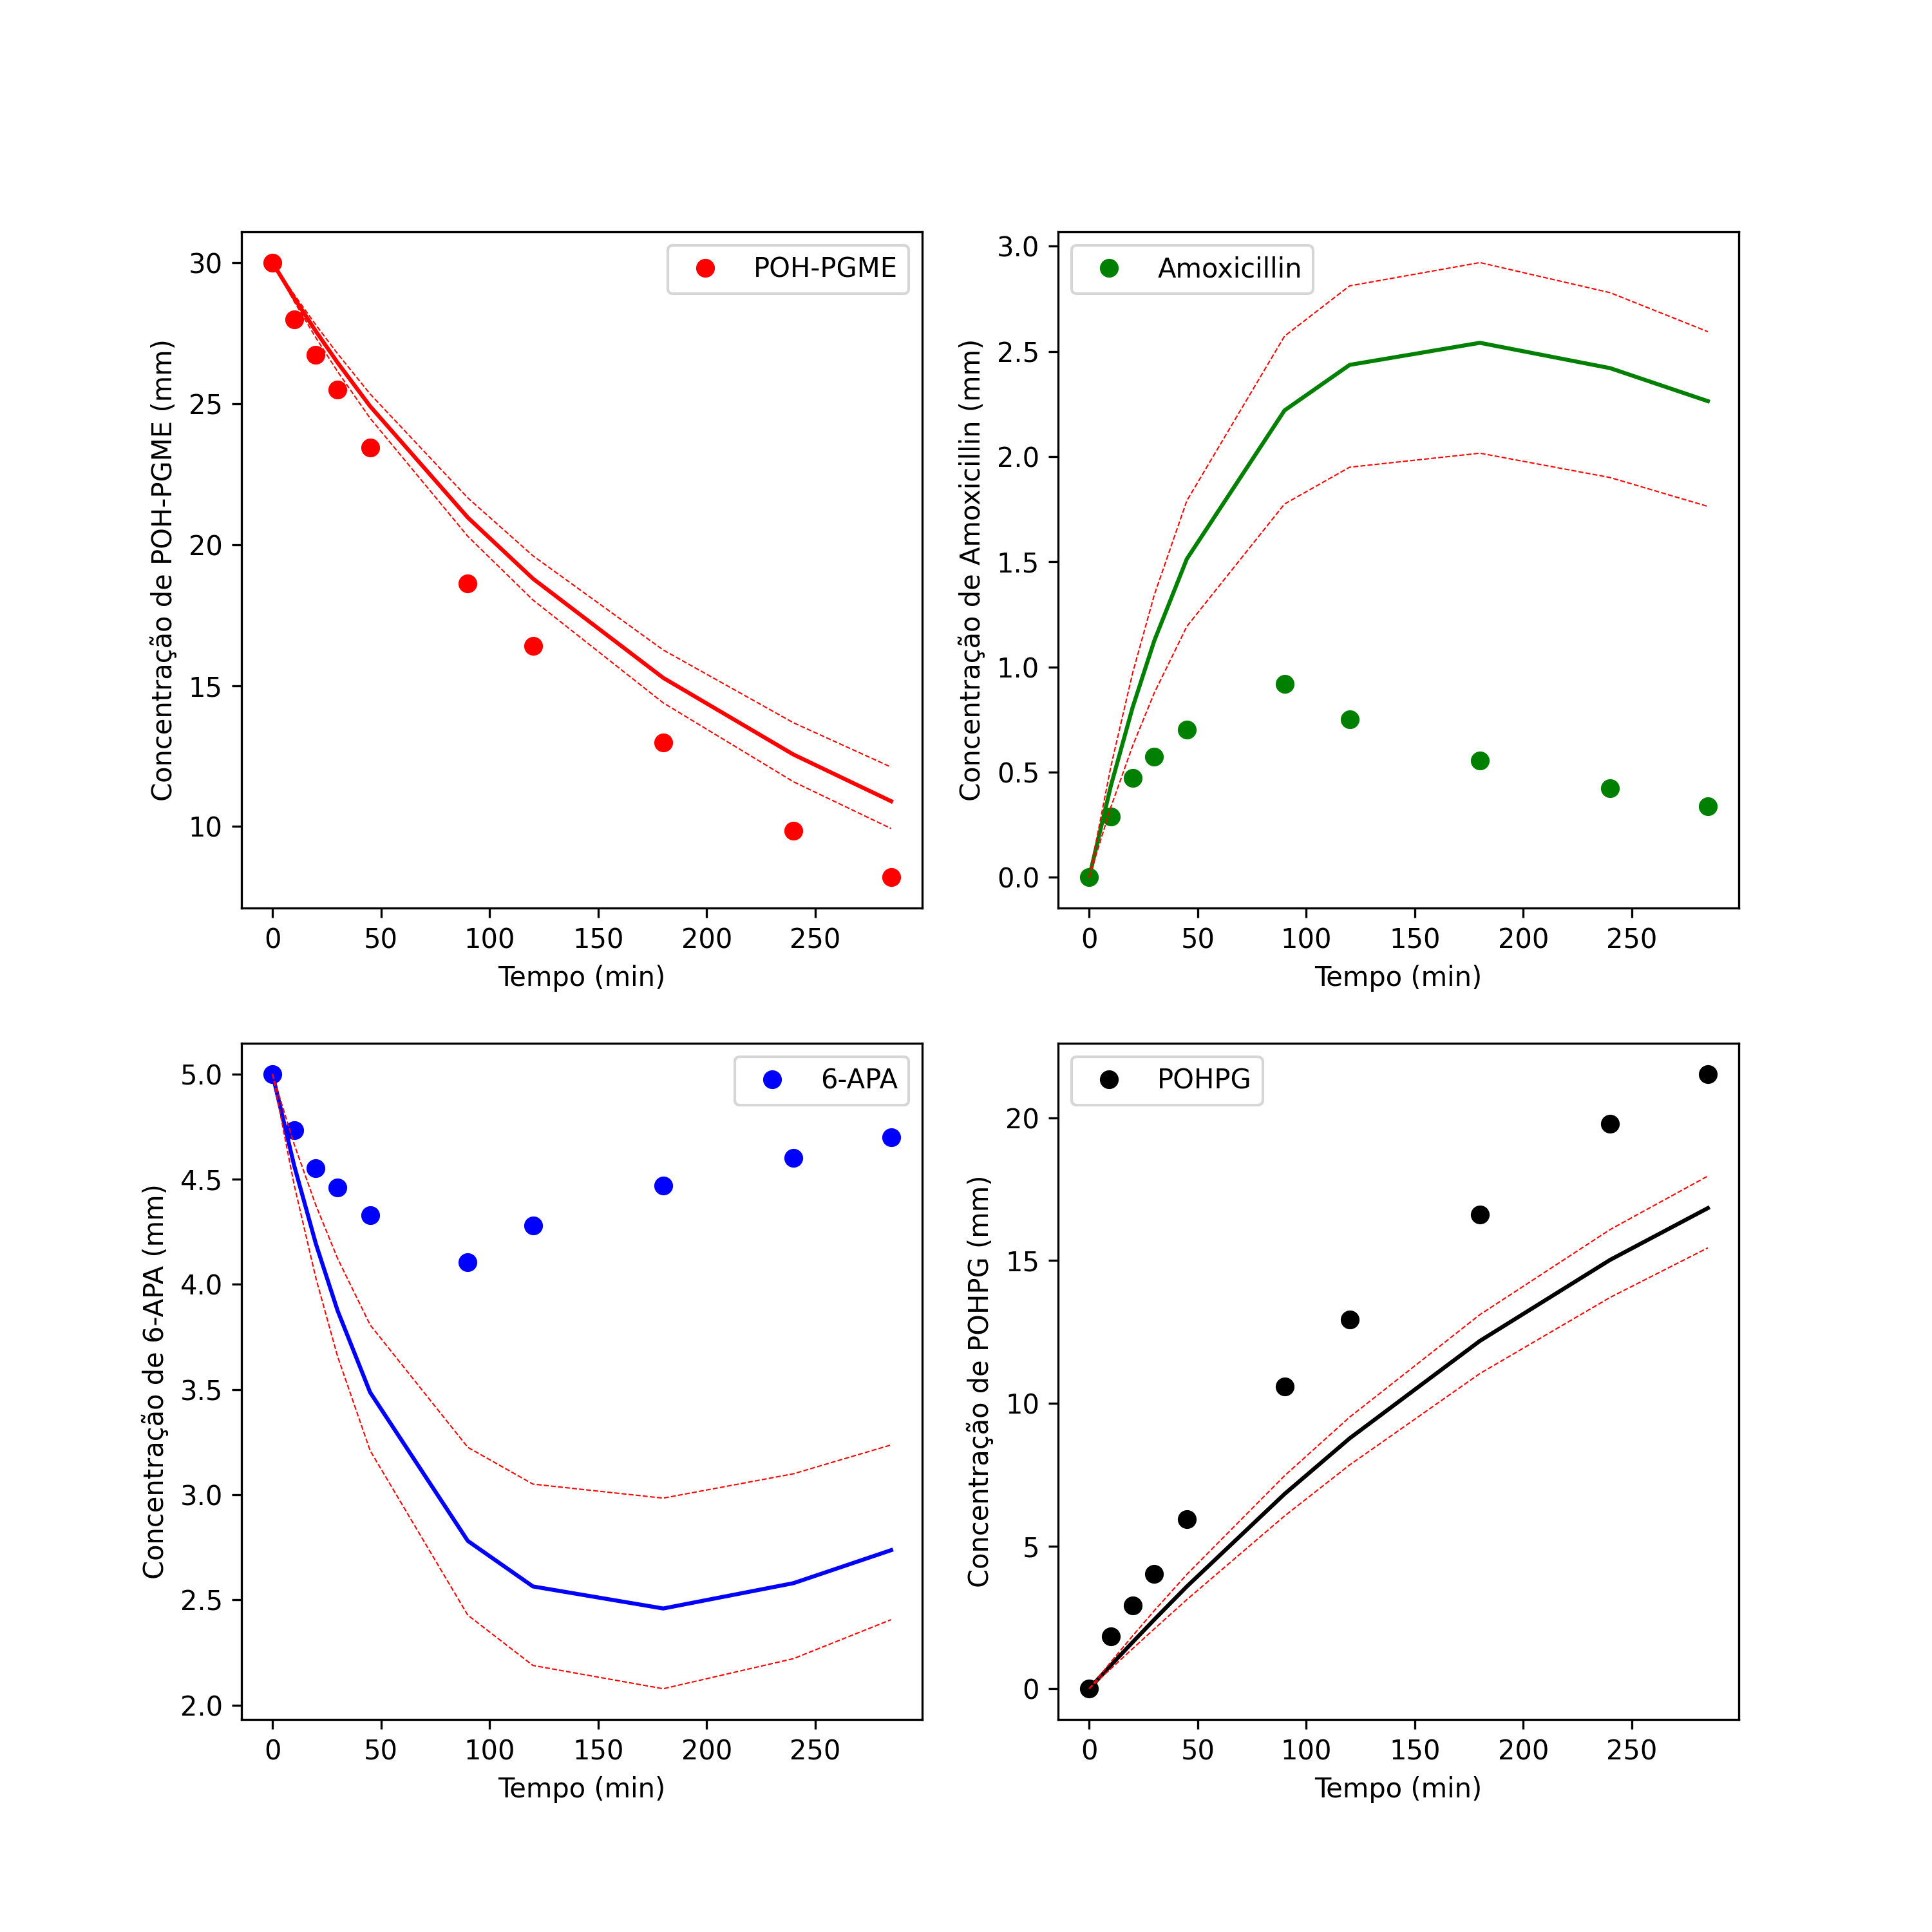 POH-PGME
Concentração de POH-PGME (mm)
30
25
20
15
10
0 50 100 150 200 250
Tempo (min)
Amoxicillin
Concentração de Amoxicillin (mm)
3.0
2.5
2.0
1.5
1.0
0.5
0.0
0 50 100 150 200 250
Tempo (min)
6-APA
Concentração de 6-APA (mm)
5.0
4.5
4.0
3.5
3.0
2.5
2.0
0 50 100 150 200 250
Tempo (min)
POHPG
Concentração de POHPG (mm)
20
15
10
5
0
0 50 100 150 200 250
Tempo (min)